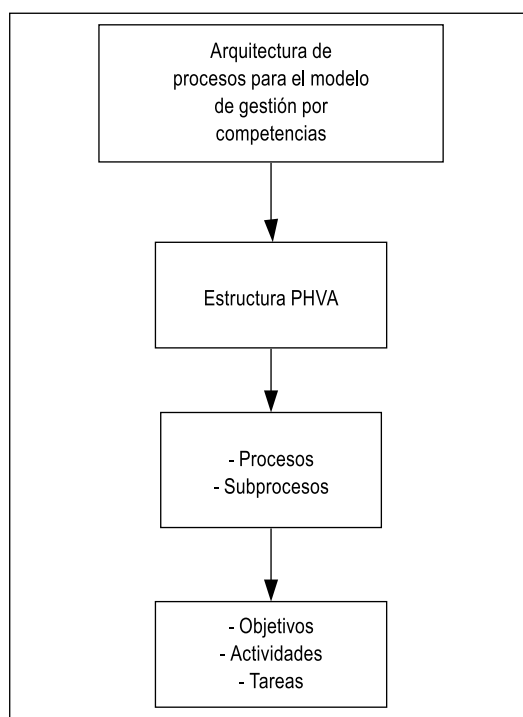 Arquitectura de
procesos para el modelo
de gestión por
competencias
Estructura PHVA
- Procesos
- Subprocesos
- Objetivos
- Actividades
- Tareas